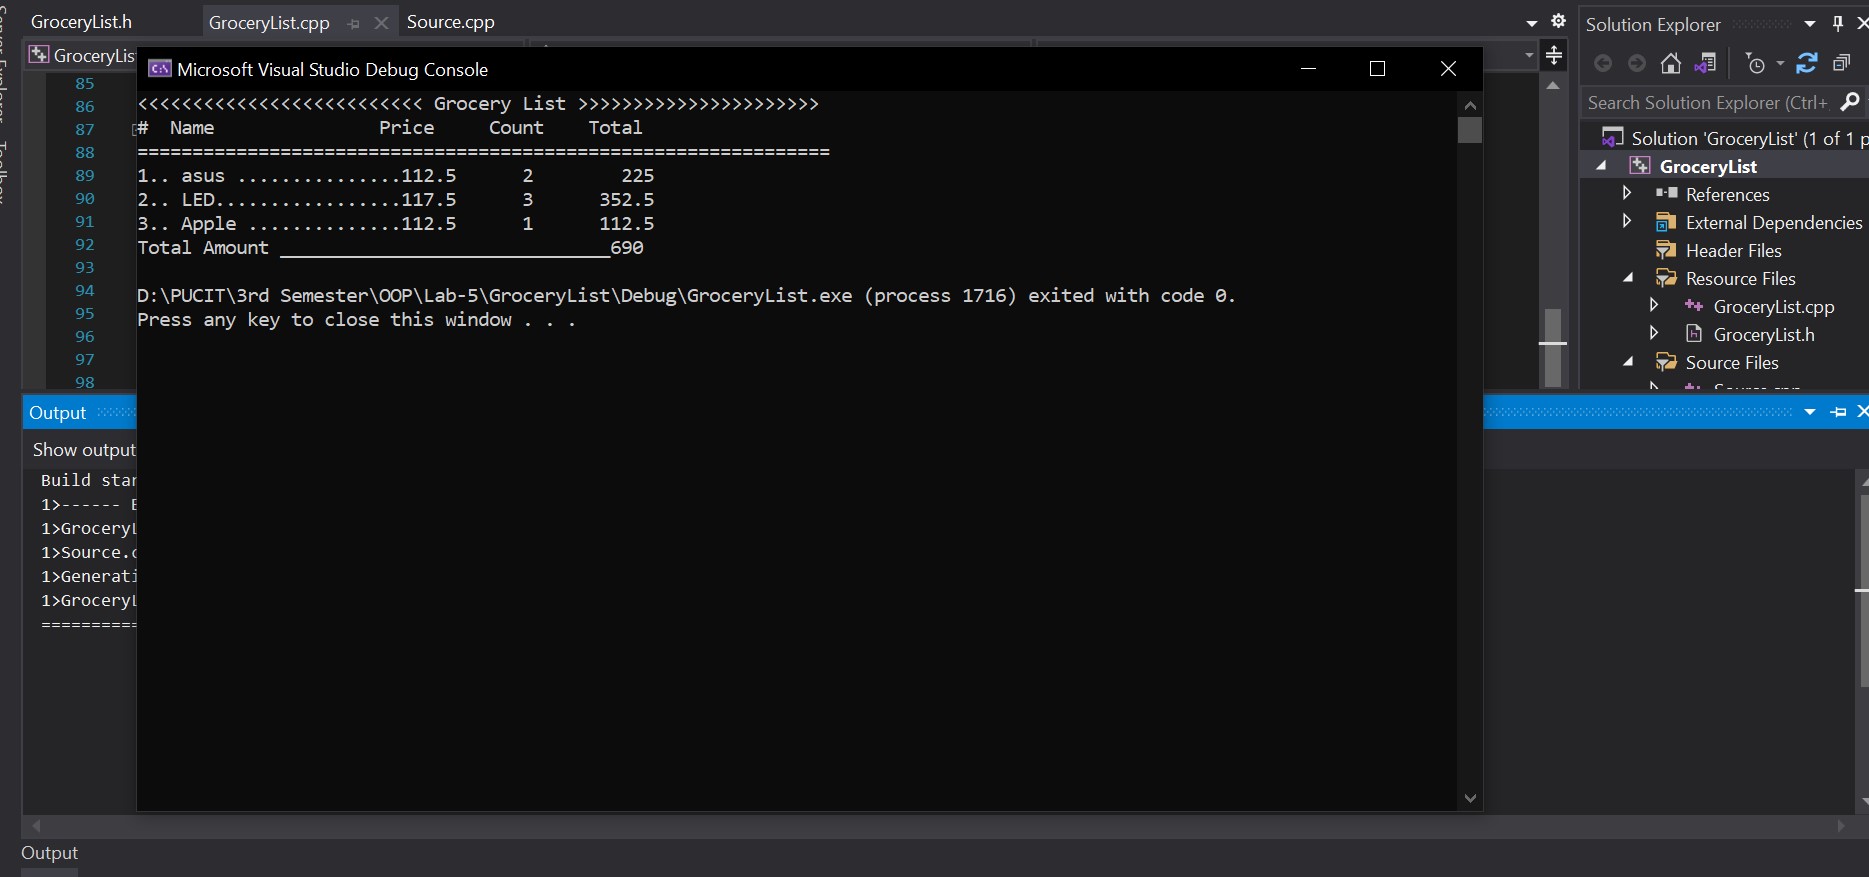 GroceryList.h GroceryList.cpp Source.cpp
85
86
87
88
89
90
91
92
93
94
95
96
97
98
Microsoft Visual Studio Debug Console
<<<<<<<<<<<<<<<<<<<<<<<<<< Grocery List >>>>>>>>>>>>>>>>>>>>>>
# Name Price Count Total
===============================================================
1.. asus ...............112.5 2 225
2.. LED.................117.5 3 352.5
3.. Apple ..............112.5 1 112.5
Total Amount ______________________________690
D:\PUCIT\3rd Semester\OOP\Lab-5\GroceryList\Debug\GroceryList.exe (process 1716) exited with code 0.
Press any key to close this window . . .
Solution Explorer
Search Solution Explorer (Ctrl+
Solution 'GroceryList' (1 of 1 p
GroceryList
References
External Dependencies
Header Files
Resource Files
GroceryList.cpp
GroceryList.h
Source Files
Output
Show output
Build star
1>------
1>GroceryL
1>Source.c
1>Generati
1>GroceryL
==========
Output